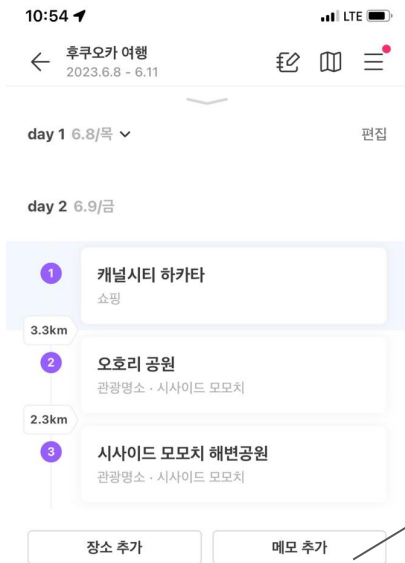 10:54
LTE
후쿠오카 여행
2023.6.8 - 6.11
day 1 6.8/목
편집
day 2 6.9/금
1
캐널시티 하카타
쇼핑
3.3km
2
오호리 공원
관광명소 · 시사이드 모모치
2.3km
3
시사이드 모모치 해변공원
관광명소 · 시사이드 모모치
장소 추가
메모 추가